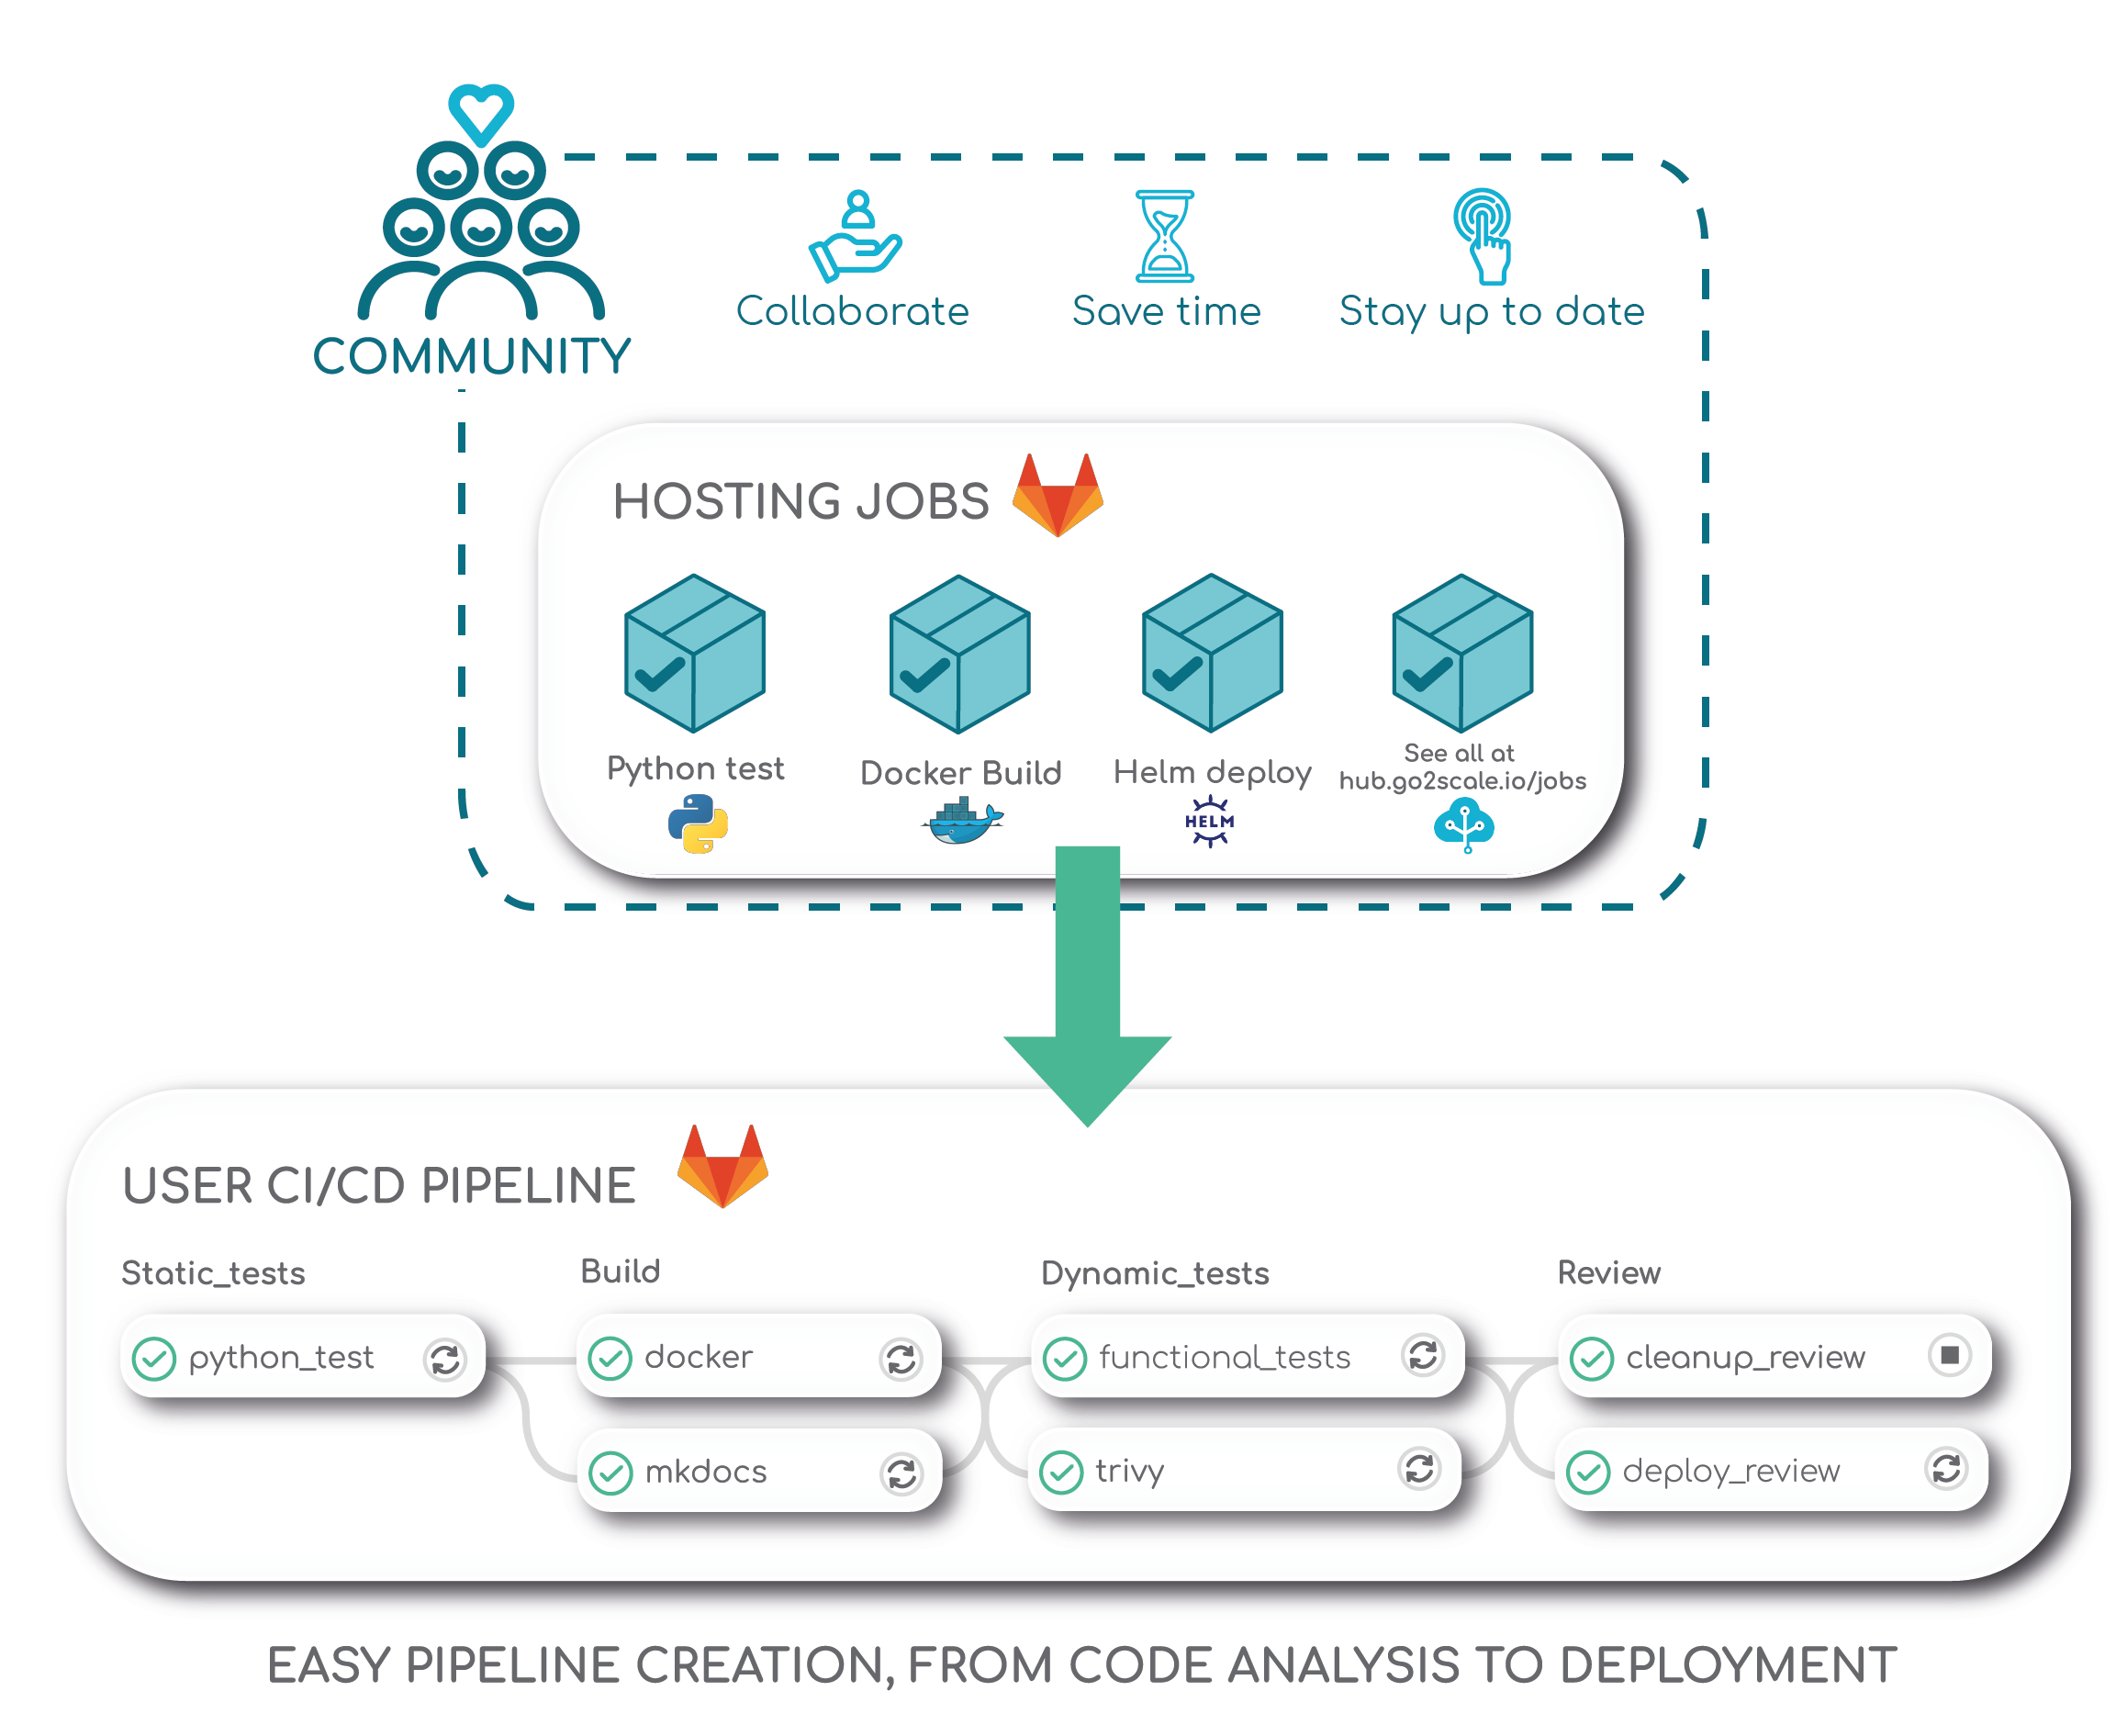 COMMUNITY
Collaborate
Save time
Stay up to date
HOSTING JOBS
Python test
Docker Build
Helm deploy
HELM
See all at
hub.go2scale.io/jobs
USER CI/CD PIPELINE
Static_tests
python_test
Build
docker
mkdocs
Dynamic_tests
functional_tests
trivy
Review
cleanup_review
deploy_review
EASY PIPELINE CREATION, FROM CODE ANALYSIS TO DEPLOYMENT